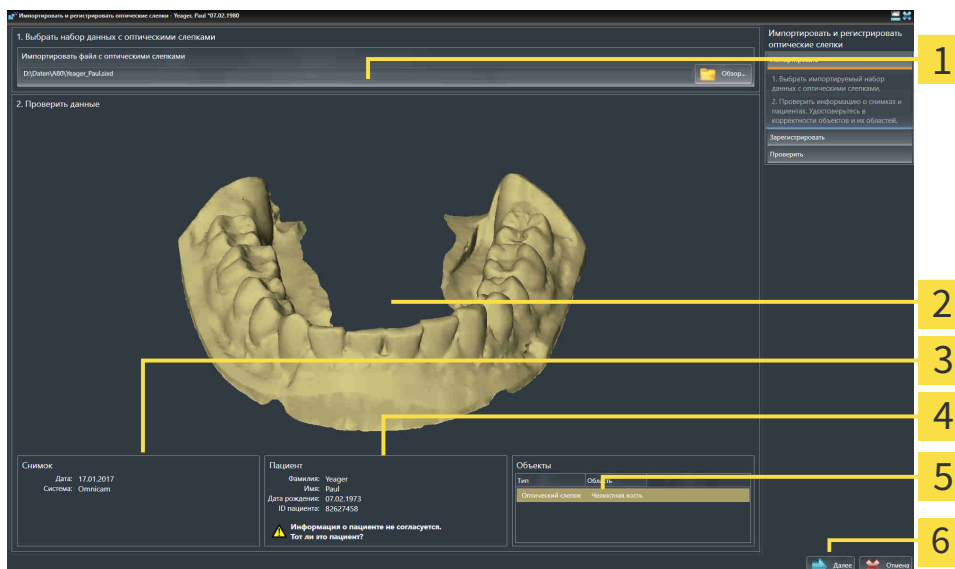 Импортировать и регистрировать оптические слепки - Yeager, Paul *07.02.1980
1. Выбрать набор данных с оптическими слепками
Импортировать файл с оптическими слепками
D:\Daten\ABO\Yeager_Paul.sixd
Обзор...
2. Проверить данные
Снимок
Дата: 17.01.2017
Система: Omnicam
Пациент
Фамилия: Yeager
Имя: Paul
Дата рождения: 07.02.1973
ID пациента: 82627458
Информация о пациенте не согласуется.
Тот ли это пациент?
Объекты
Тип Область
Оптический слепок Челюстная кость
Импортировать и регистрировать
оптические слепки
Импортировать
1. Выбрать импортируемый набор
данных с оптическими слепками.
2. Проверить информацию о снимках и
пациентах. Удостоверьтесь в
корректности объектов и их областей.
Зарегистрировать
Проверить
Далее
Отмена
1
2
3
4
5
6